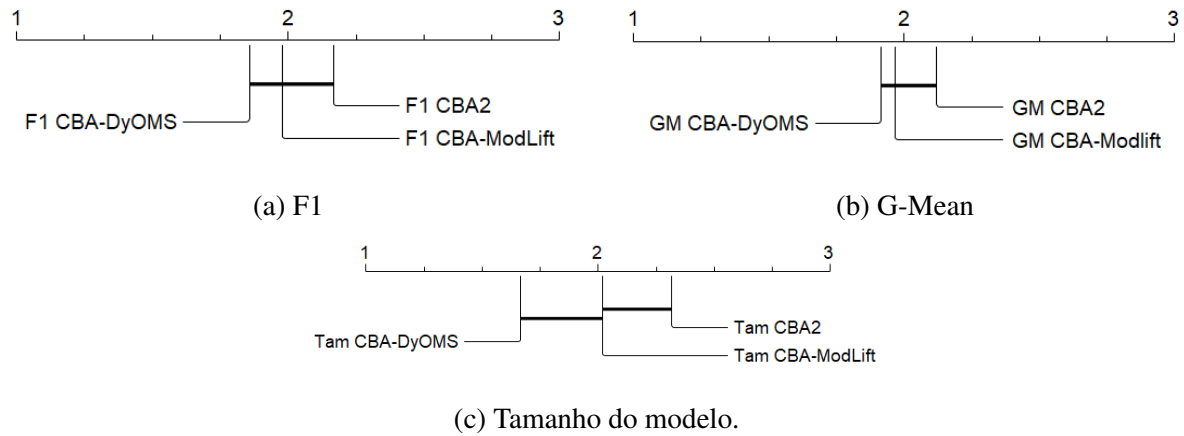 1 2 3
F1 CBA-DyOMS
F1 CBA2
F1 CBA-ModLift
(a) F1
1 2 3
GM CBA-DyOMS
GM CBA2
GM CBA-Modlift
(b) G-Mean
1 2 3
Tam CBA-DyOMS
Tam CBA2
Tam CBA-ModLift
(c) Tamanho do modelo.